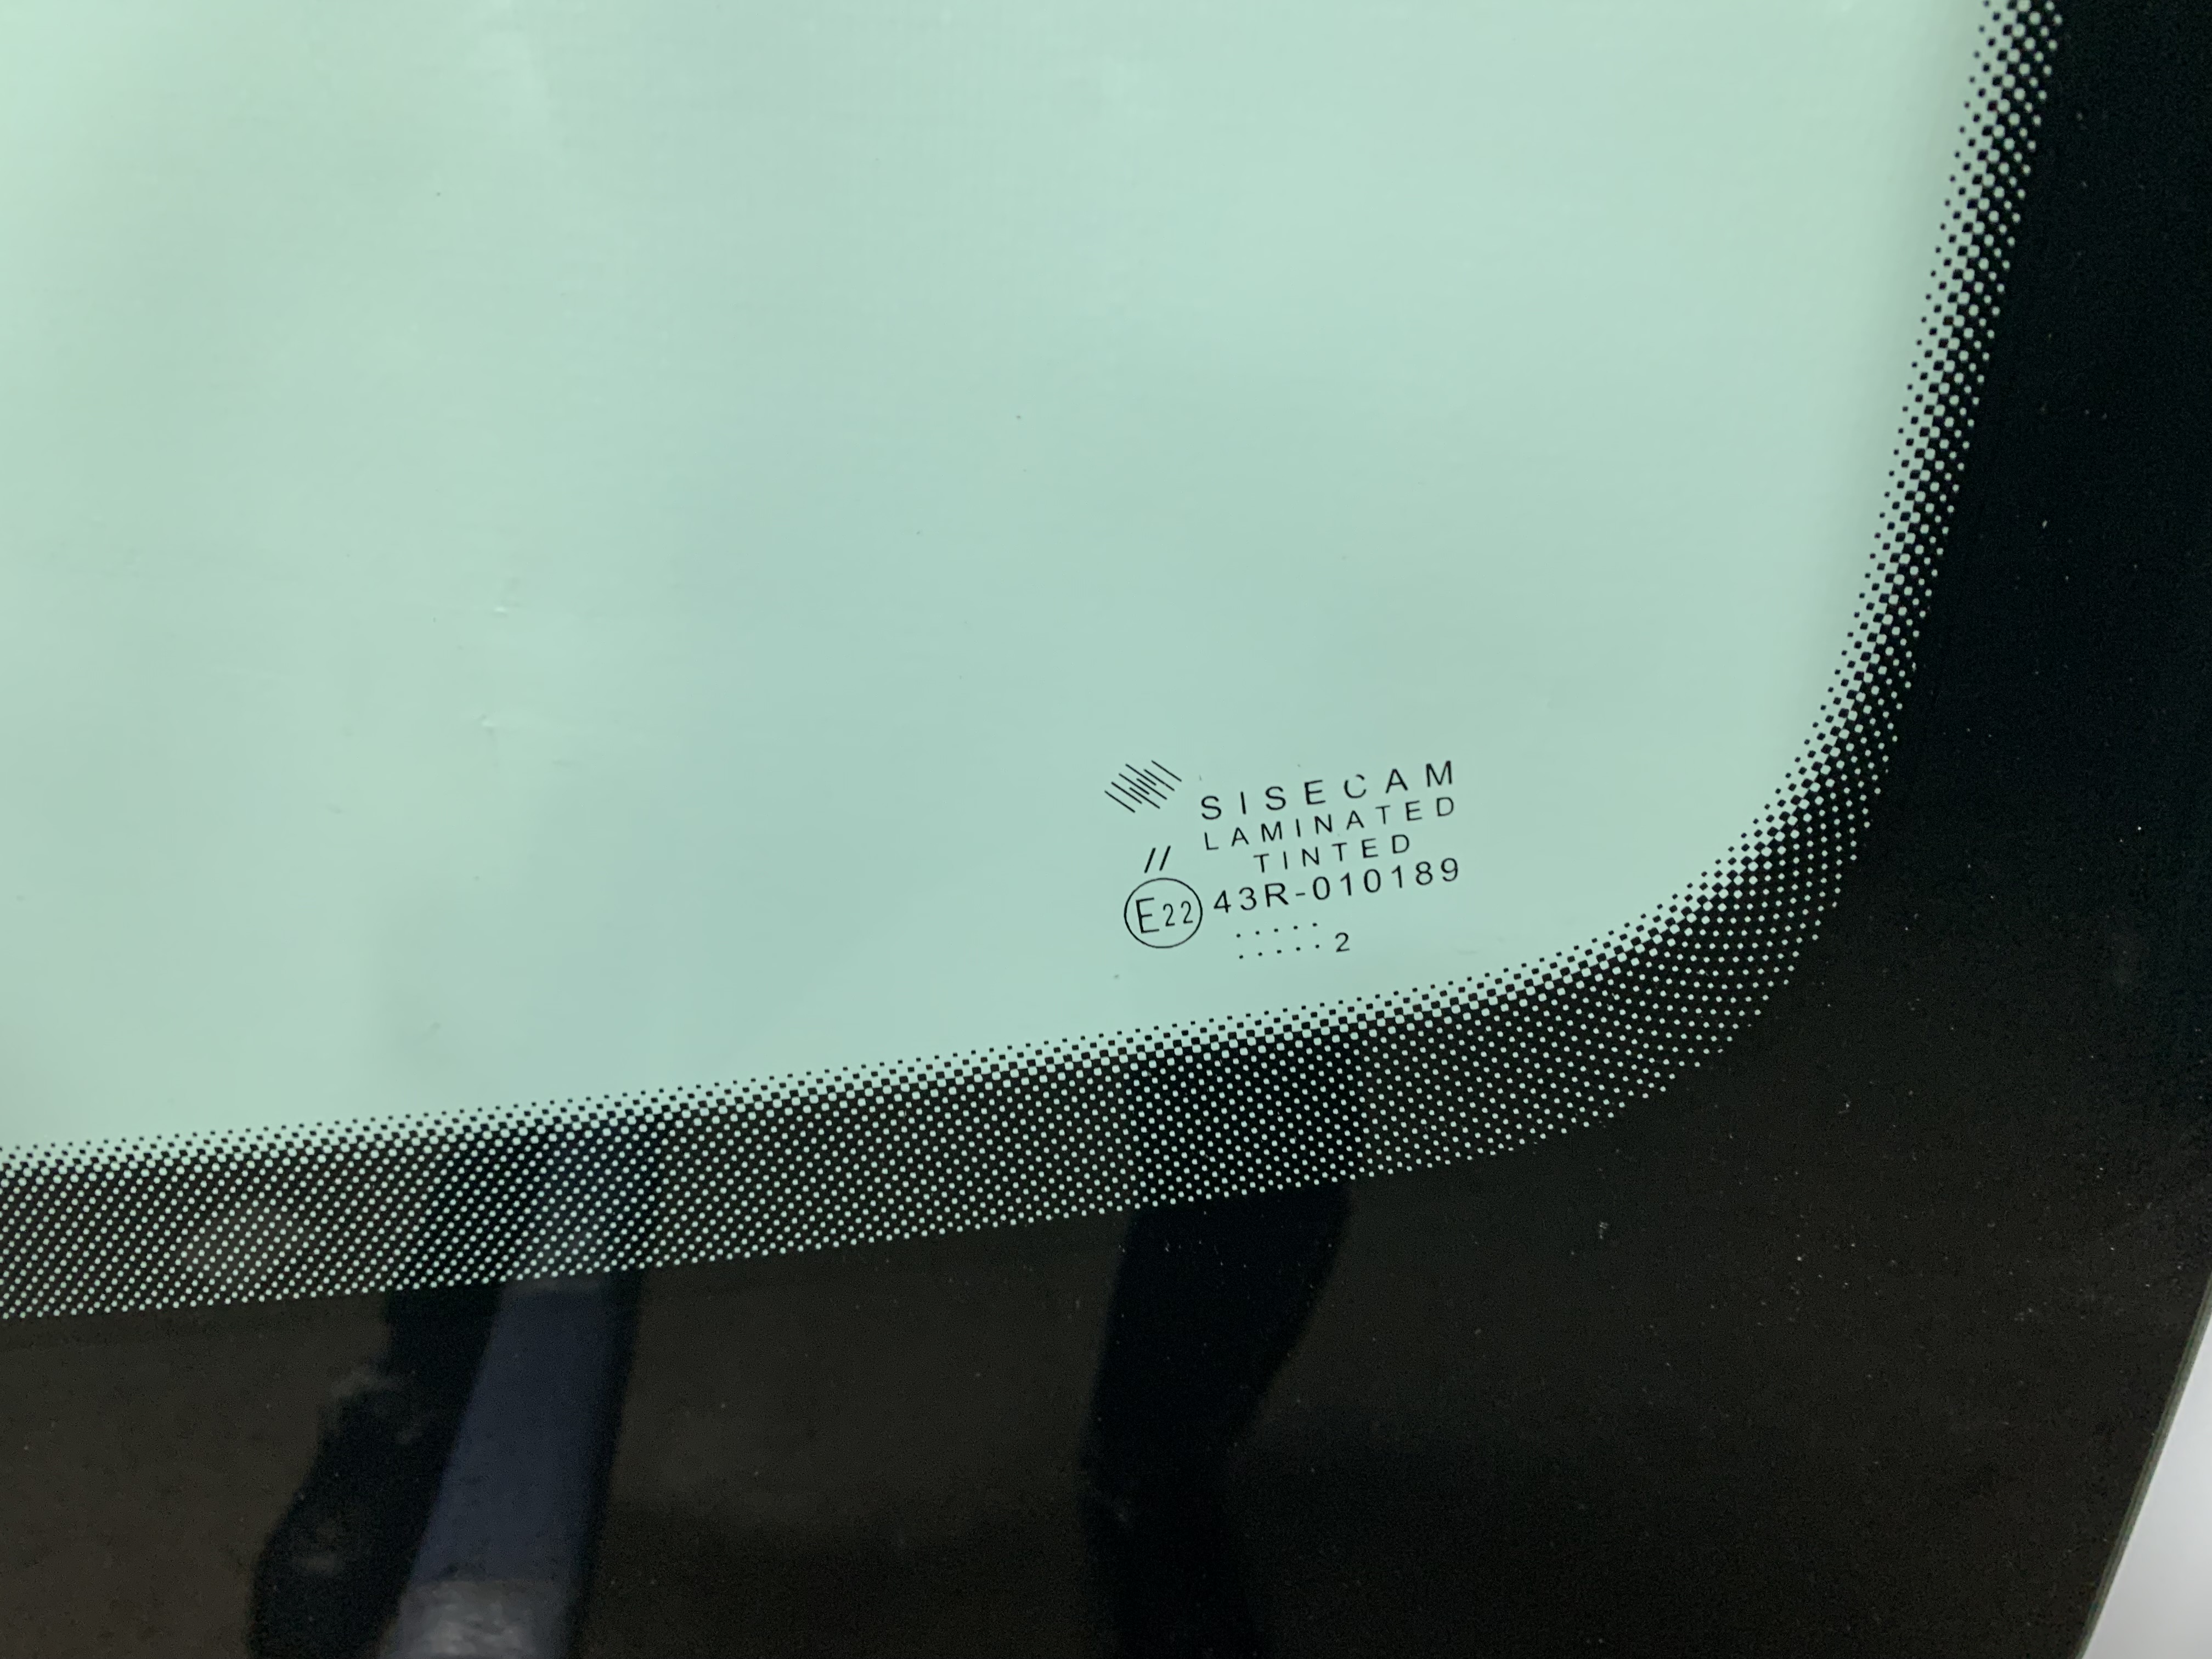 SISECAM
LAMINATED
TINTED
//
E22 43R-010189
. . . . .
. . . . . 2